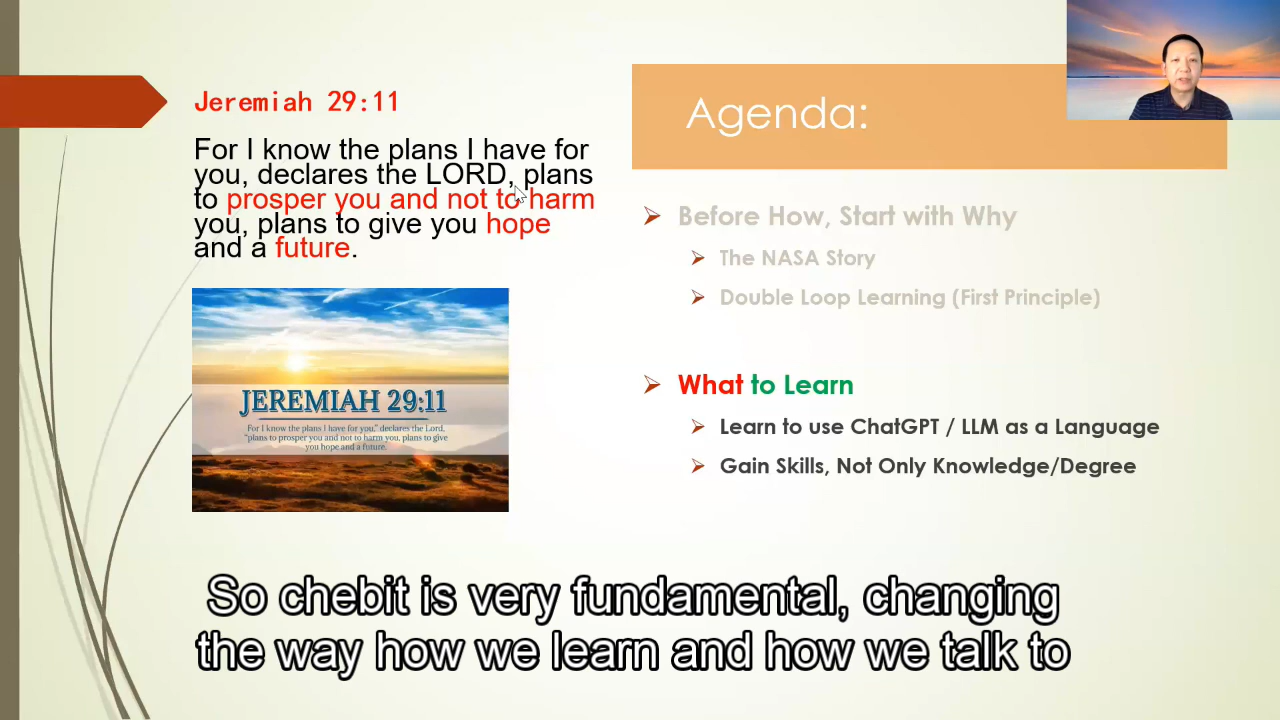 Jeremiah 29:11
For I know the plans I have for
you, declares the LORD, plans
to prosper you and not to harm
you, plans to give you hope
and a future.
JEREMIAH 29:11
For I know the plans I have for you," declares the Lord,
"plans to prosper you and not to harm you, plans to give
you hope and a future.
Agenda:
Before How, Start with Why
The NASA Story
Double Loop Learning (First Principle)
What to Learn
Learn to use ChatGPT / LLM as a Language
Gain Skills, Not Only Knowledge/Degree
So chebit is very fundamental, changing
the way how we learn and how we talk to